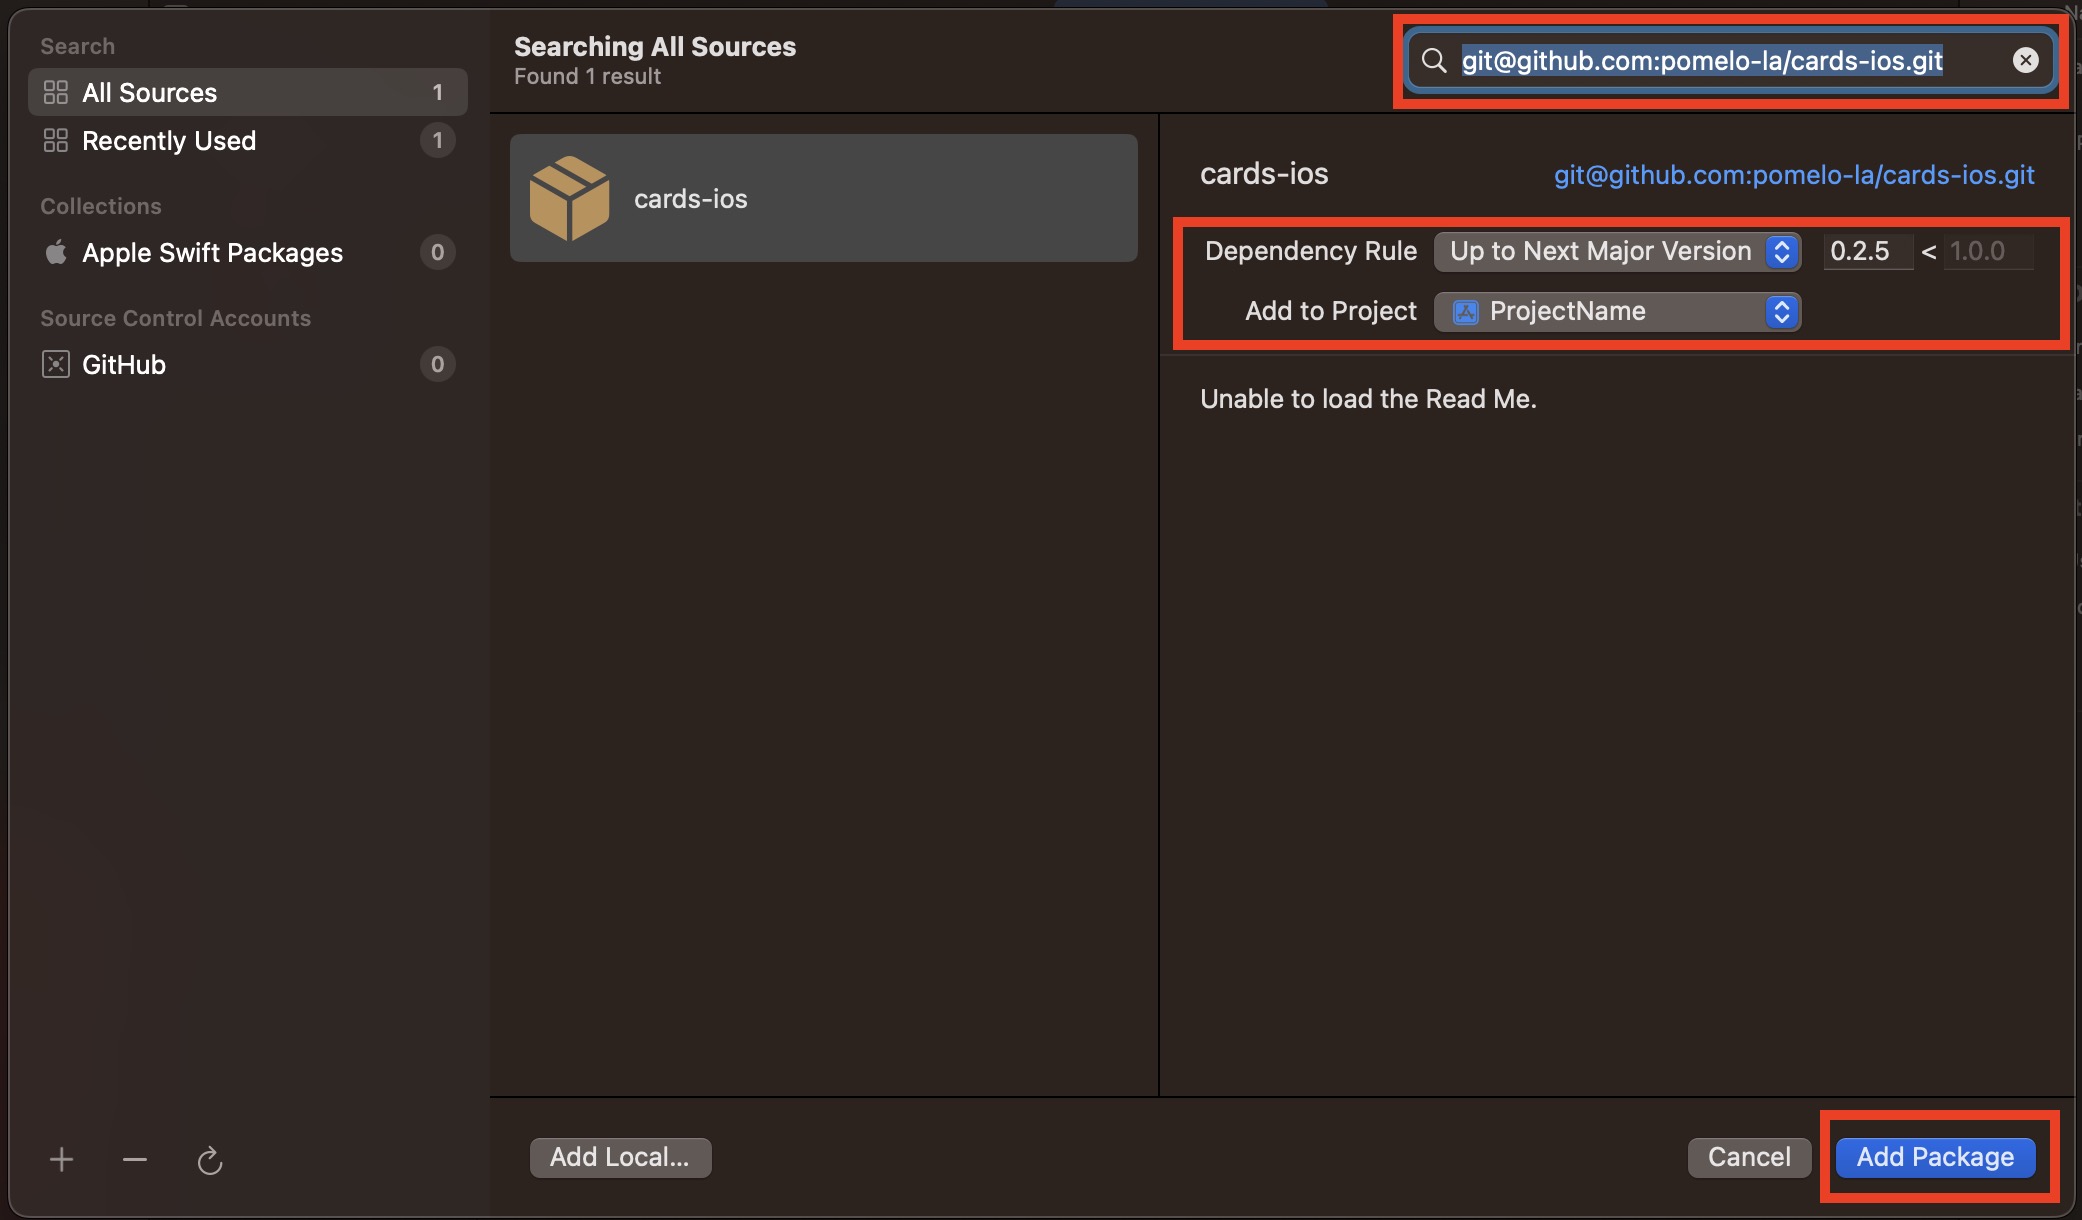 Search
All Sources 1
Recently Used 1
Collections
Apple Swift Packages 0
Source Control Accounts
GitHub 0
Searching All Sources
Found 1 result
git@github.com:pomelo-la/cards-ios.git
cards-ios
cards-ios git@github.com:pomelo-la/cards-ios.git
Dependency Rule Up to Next Major Version 0.2.5 < 1.0.0
Add to Project ProjectName
Unable to load the Read Me.
Add Local...
Cancel
Add Package